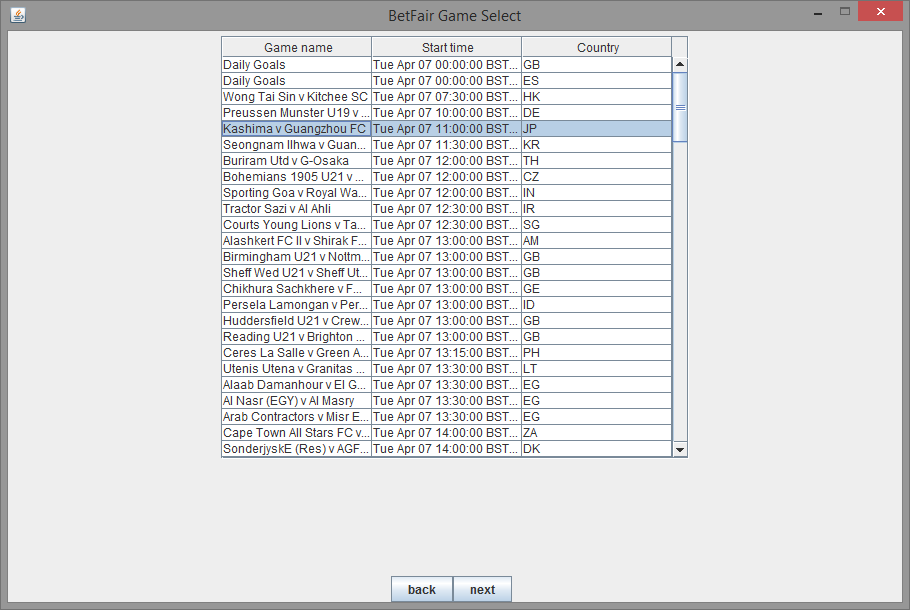 BetFair Game Select
Game name Start time Country
Daily Goals Tue Apr 07 00:00:00 BST... GB
Daily Goals Tue Apr 07 00:00:00 BST... ES
Wong Tai Sin v Kitchee SC Tue Apr 07 07:30:00 BST... HK
Preussen Munster U19 v ... Tue Apr 07 10:00:00 BST... DE
Kashima v Guangzhou FC Tue Apr 07 11:00:00 BST... JP
Seongnam Ilhwa v Guan... Tue Apr 07 11:30:00 BST... KR
Buriram Utd v G-Osaka Tue Apr 07 12:00:00 BST... TH
Bohemians 1905 U21 v ... Tue Apr 07 12:00:00 BST... CZ
Sporting Goa v Royal Wa... Tue Apr 07 12:00:00 BST... IN
Tractor Sazi v Al Ahli Tue Apr 07 12:30:00 BST... IR
Courts Young Lions v Ta... Tue Apr 07 12:30:00 BST... SG
Alashkert FC II v Shirak F... Tue Apr 07 13:00:00 BST... AM
Birmingham U21 v Nottm... Tue Apr 07 13:00:00 BST... GB
Sheff Wed U21 v Sheff Ut... Tue Apr 07 13:00:00 BST... GB
Chikhura Sachkhere v F... Tue Apr 07 13:00:00 BST... GE
Persela Lamongan v Per... Tue Apr 07 13:00:00 BST... ID
Huddersfield U21 v Crew... Tue Apr 07 13:00:00 BST... GB
Reading U21 v Brighton ... Tue Apr 07 13:00:00 BST... GB
Ceres La Salle v Green A... Tue Apr 07 13:15:00 BST... PH
Utenis Utena v Granitas ... Tue Apr 07 13:30:00 BST... LT
Alaab Damanhour v El G... Tue Apr 07 13:30:00 BST... EG
Al Nasr (EGY) v Al Masry Tue Apr 07 13:30:00 BST... EG
Arab Contractors v Misr E... Tue Apr 07 13:30:00 BST... EG
Cape Town All Stars FC v... Tue Apr 07 14:00:00 BST... ZA
SonderjyskE (Res) v AGF... Tue Apr 07 14:00:00 BST... DK
back next